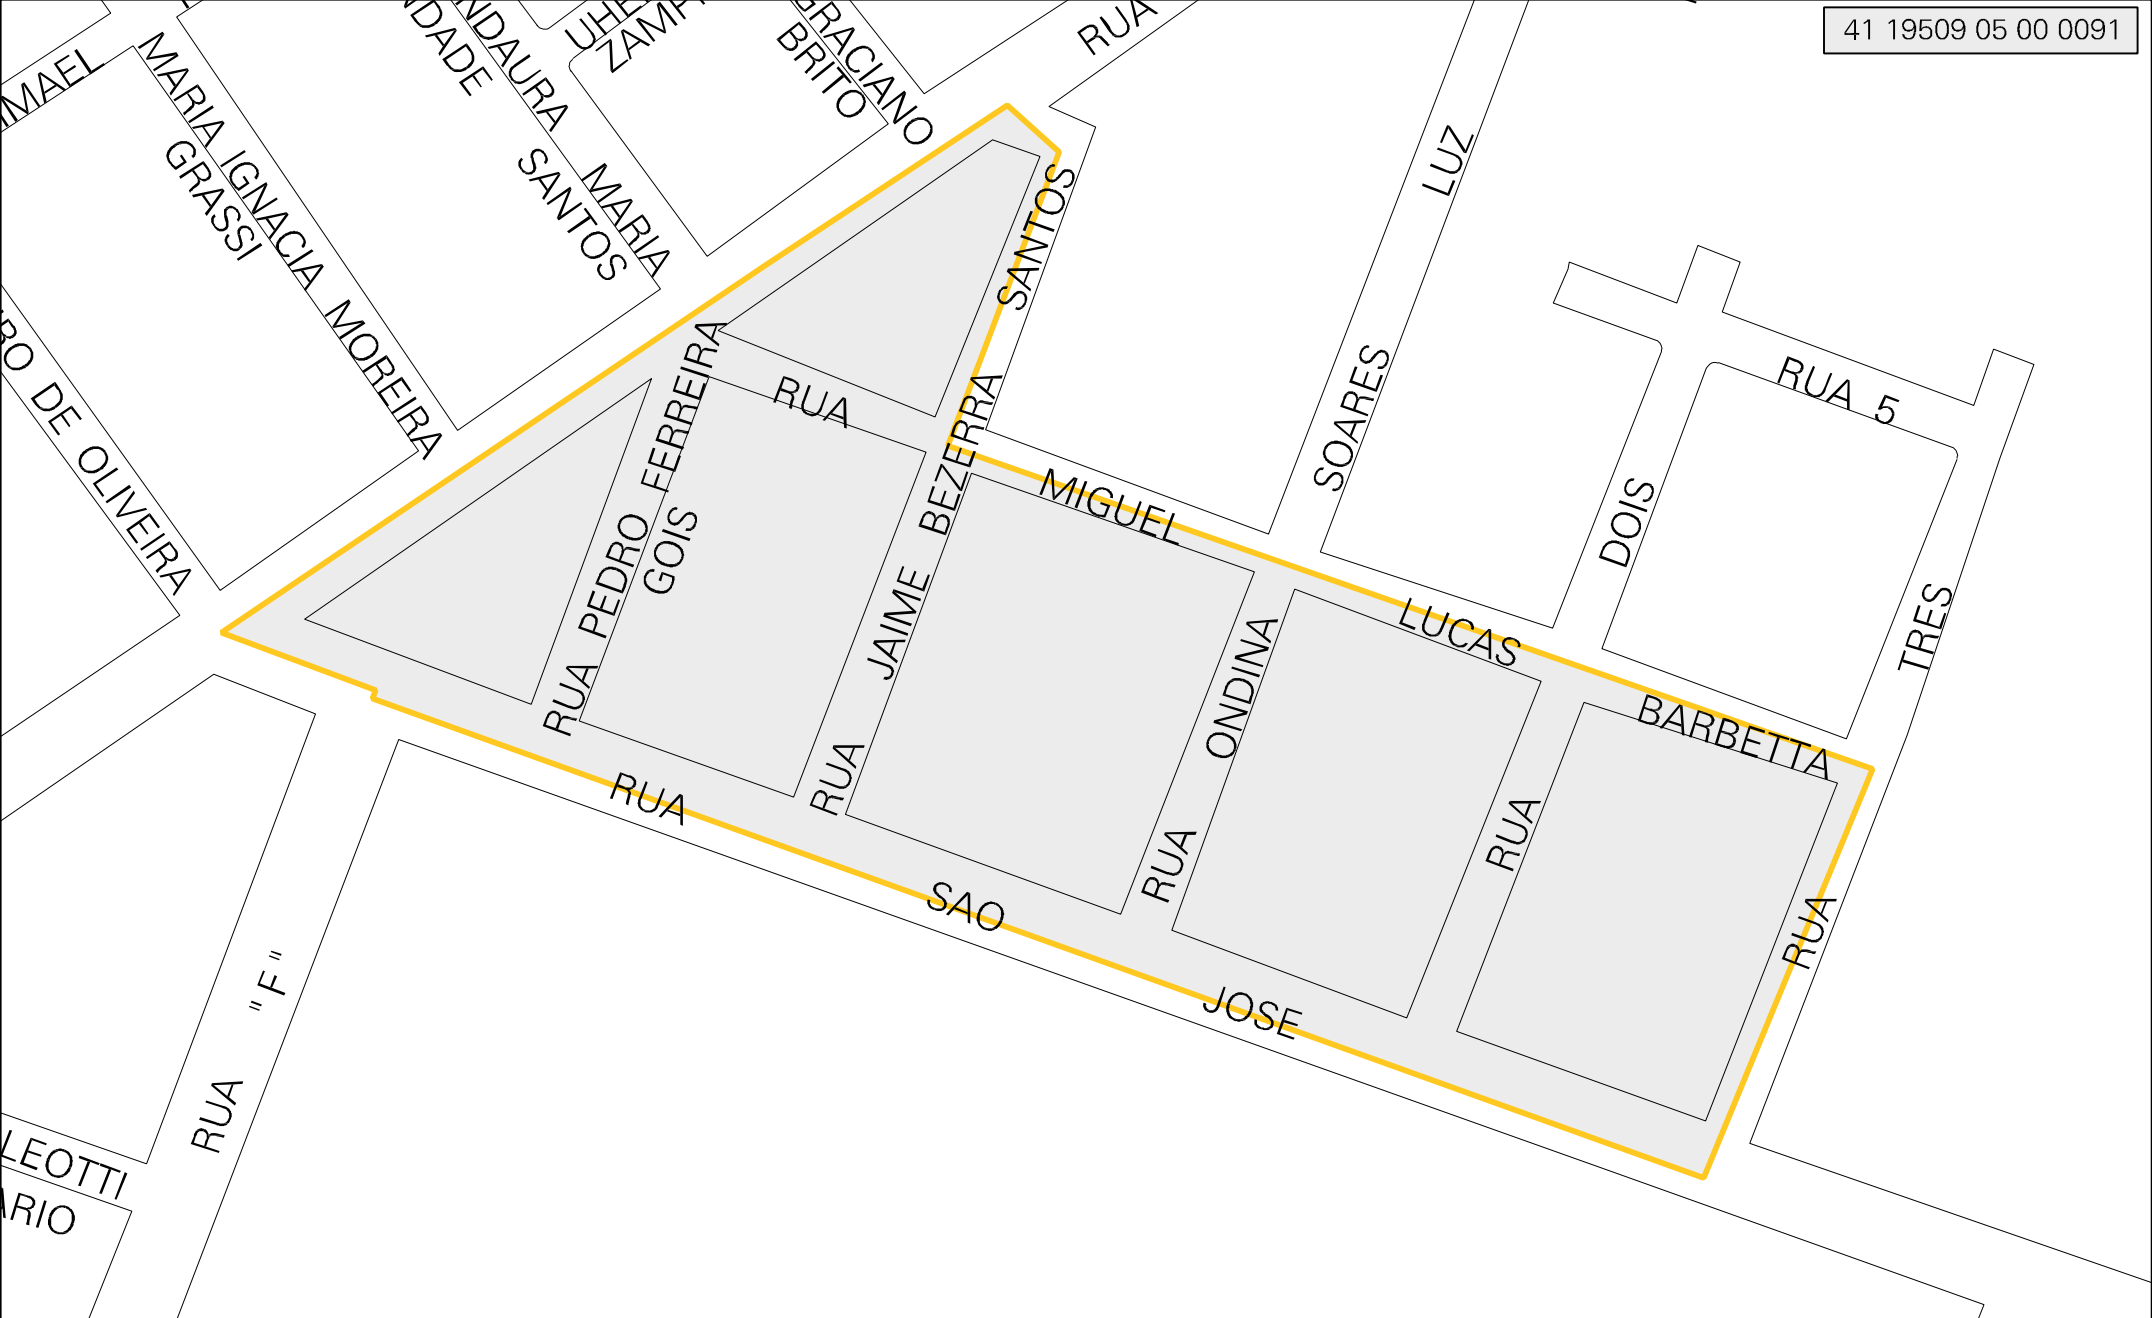 41 19509 05 00 0091
MARIA IGNACIA MOREIRA
GRASSI
MARIA
SANTOS
GRACIANO
BRITO
RUA
DE OLIVEIRA
RUA JAIME BEZERRA SANTOS
RUA PEDRO FERREIRA
GOIS
RUA MIGUEL LUCAS BARBETTA
RUA ONDINA SOARES LUZ
RUA DOIS
RUA 5
RUA TRES
RUA SAO JOSE
RUA "F"